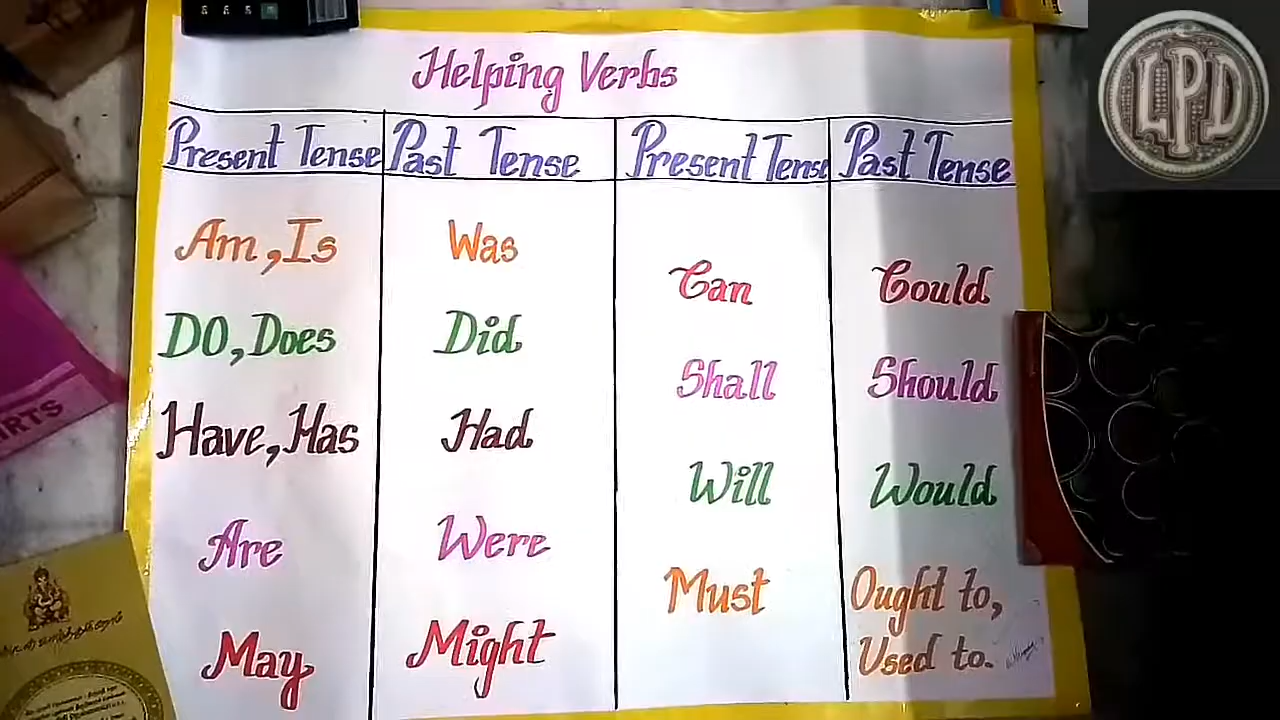 Helping Verbs
Present Tense Past Tense Present Tense Past Tense
Am, Is Was
Can Could
DO, Does Did
Shall Should
Have, Has Had
Will Would
Are Were
Must Ought to,
Used to.
May Might
LPD